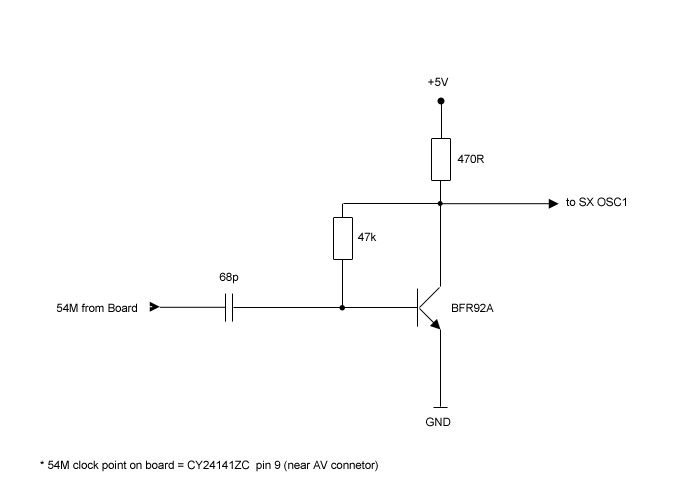 +5V
470R
to SX OSC1
47k
68p
54M from Board
BFR92A
GND
* 54M clock point on board = CY24141ZC pin 9 (near AV connetor)